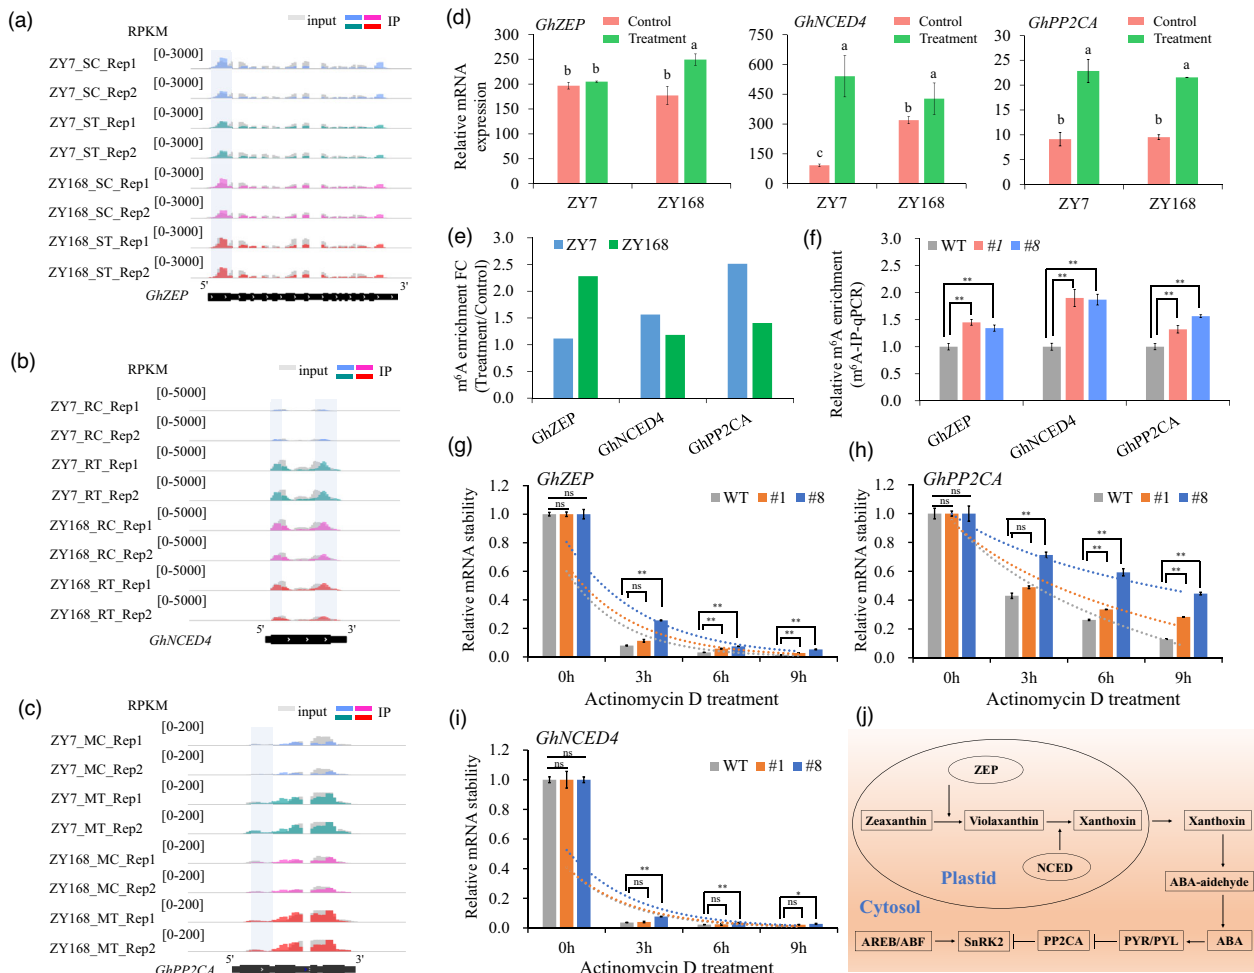 (a)
input
IP
RPKM
[0-3000]
ZY7_SC_Rep1
[0-3000]
ZY7_SC_Rep2
[0-3000]
ZY7_ST_Rep1
[0-3000]
ZY7_ST_Rep2
[0-3000]
ZY168_SC_Rep1
[0-3000]
ZY168_SC_Rep2
[0-3000]
ZY168_ST_Rep1
[0-3000]
ZY168_ST_Rep2
5'
3'
GhZEP
(b)
RPKM
input
IP
[0-5000]
ZY7_RC_Rep1
[0-5000]
ZY7_RC_Rep2
[0-5000]
ZY7_RT_Rep1
[0-5000]
ZY7_RT_Rep2
[0-5000]
ZY168_RC_Rep1
[0-5000]
ZY168_RC_Rep2
[0-5000]
ZY168_RT_Rep1
[0-5000]
ZY168_RT_Rep2
5'
3'
GhNCED4
(c)
RPKM
input
IP
[0-200]
ZY7_MC_Rep1
[0-200]
ZY7_MC_Rep2
[0-200]
ZY7_MT_Rep1
[0-200]
ZY7_MT_Rep2
[0-200]
ZY168_MC_Rep1
[0-200]
ZY168_MC_Rep2
[0-200]
ZY168_MT_Rep1
[0-200]
ZY168_MT_Rep2
5'
3'
GhPP2CA
(d)
GhZEP
Control
Treatment
Relative mRNA
expression
300
250
200
150
100
50
0
b
b
b
a
ZY7
ZY168
GhNCED4
Control
Treatment
750
600
450
300
150
0
c
a
b
a
ZY7
ZY168
GhPP2CA
Control
Treatment
30
25
20
15
10
5
0
b
a
b
a
ZY7
ZY168
(e)
ZY7
ZY168
m⁶A enrichment FC
(Treatment/Control)
3.0
2.5
2.0
1.5
1.0
0.5
0.0
GhZEP
GhNCED4
GhPP2CA
(f)
WT
#1
#8
Relative m⁶A enrichment
(m⁶A-IP-qPCR)
3.0
2.5
2.0
1.5
1.0
0.5
0.0
**
**
**
**
**
**
GhZEP
GhNCED4
GhPP2CA
(g)
GhZEP
WT
#1
#8
Relative mRNA stability
1.2
1.0
0.8
0.6
0.4
0.2
0.0
ns
ns
**
ns
**
**
**
**
0h
3h
6h
9h
Actinomycin D treatment
(h)
GhPP2CA
WT
#1
#8
Relative mRNA stability
1.2
1.0
0.8
0.6
0.4
0.2
0.0
ns
ns
**
ns
**
**
**
**
0h
3h
6h
9h
Actinomycin D treatment
(i)
GhNCED4
WT
#1
#8
Relative mRNA stability
1.2
1.0
0.8
0.6
0.4
0.2
0.0
ns
ns
**
ns
**
ns
*
ns
0h
3h
6h
9h
Actinomycin D treatment
(j)
ZEP
Zeaxanthin
Violaxanthin
Xanthoxin
Xanthoxin
NCED
Plastid
ABA-aidehyde
Cytosol
AREB/ABF
SnRK2
PP2CA
PYR/PYL
ABA